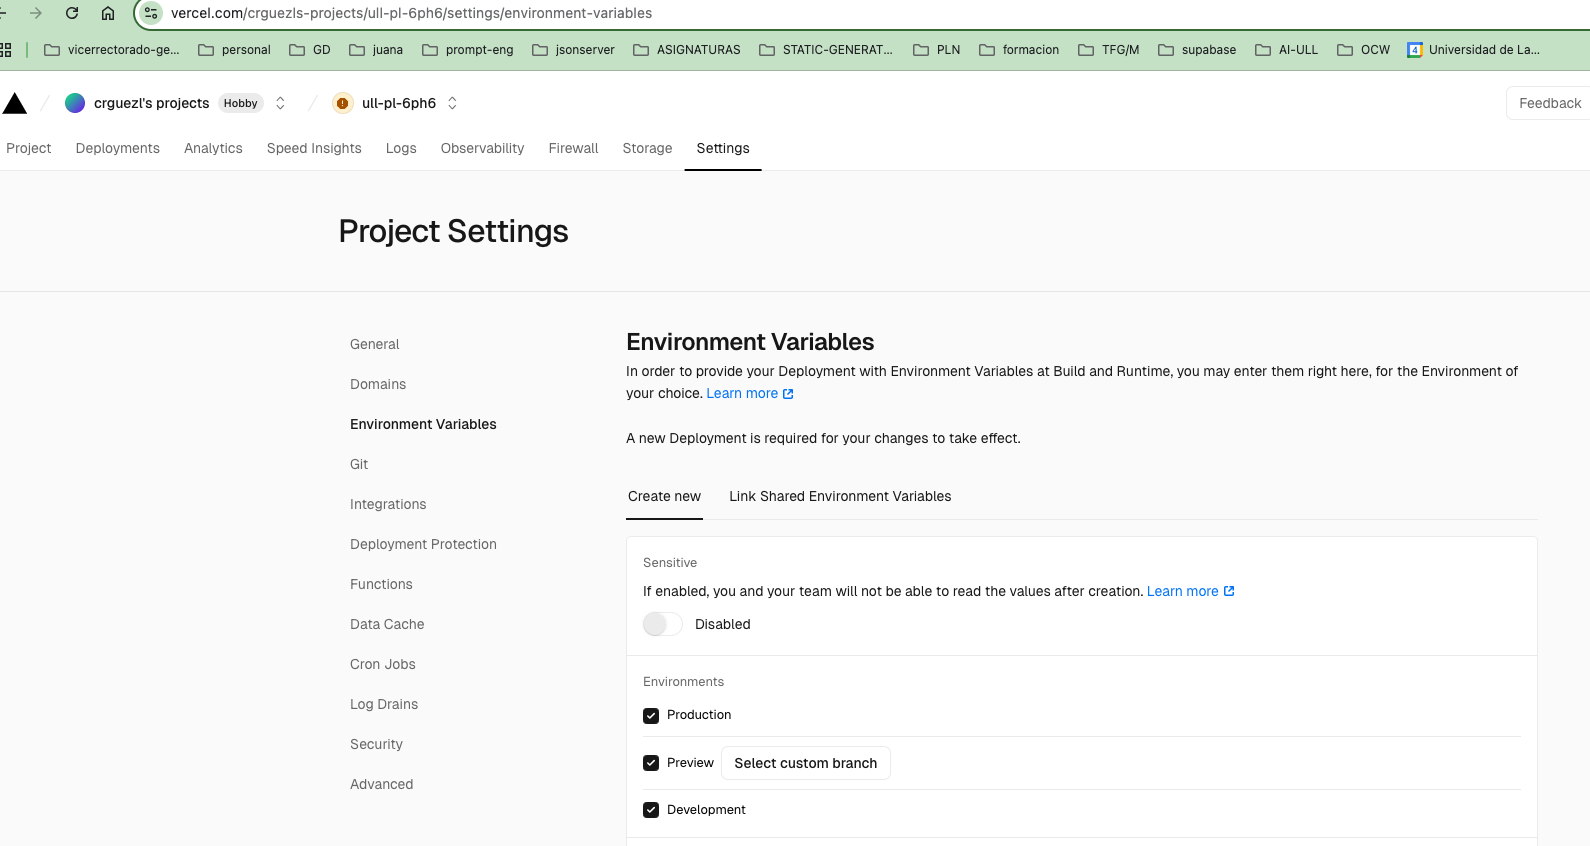 vercel.com/crguezls-projects/ull-pl-6ph6/settings/environment-variables
vicerrectorado-ge... personal GD juana prompt-eng jsonserver ASIGNATURAS STATIC-GENERAT... PLN formacion TFG/M supabase AI-ULL OCW 4 Universidad de La...
crguezl's projects Hobby ull-pl-6ph6 Feedback
Project Deployments Analytics Speed Insights Logs Observability Firewall Storage Settings
Project Settings
General
Domains
Environment Variables
Git
Integrations
Deployment Protection
Functions
Data Cache
Cron Jobs
Log Drains
Security
Advanced
Environment Variables
In order to provide your Deployment with Environment Variables at Build and Runtime, you may enter them right here, for the Environment of
your choice. Learn more
A new Deployment is required for your changes to take effect.
Create new Link Shared Environment Variables
Sensitive
If enabled, you and your team will not be able to read the values after creation. Learn more
Disabled
Environments
Production
Preview Select custom branch
Development